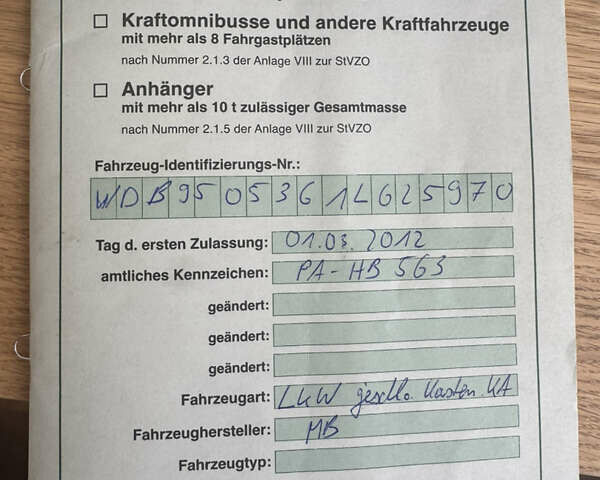 ☐ Kraftomnibusse und andere Kraftfahrzeuge
mit mehr als 8 Fahrgastplätzen
nach Nummer 2.1.3 der Anlage VIII zur StVZO
☐ Anhänger
mit mehr als 10 t zulässiger Gesamtmasse
nach Nummer 2.1.5 der Anlage VIII zur StVZO
Fahrzeug-Identifizierungs-Nr.:
WDB9505361L625970
Tag d. ersten Zulassung: 01.03.2012
amtliches Kennzeichen: PA-HB 563
geändert:
geändert:
geändert:
Fahrzeugart: LKW geschlo. Kasten KA
Fahrzeughersteller: MB
Fahrzeugtyp: